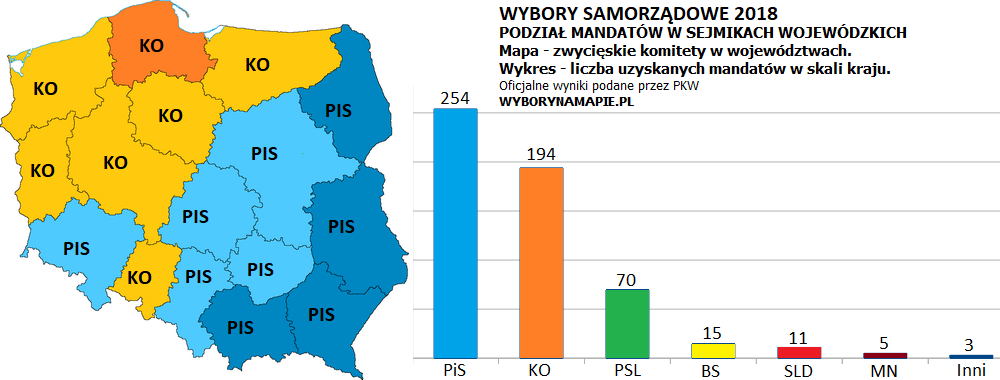 WYBORY SAMORZĄDOWE 2018
PODZIAŁ MANDATÓW W SEJMIKACH WOJEWÓDZKICH
Mapa - zwycięskie komitety w województwach.
Wykres - liczba uzyskanych mandatów w skali kraju.
Oficjalne wyniki podane przez PKW
WYBORYNAMAPIE.PL
KO
KO
KO
PIS
KO
PIS
KO
KO
PIS
PIS
PIS
KO
PIS
PIS
PIS
PIS
254
194
70
15
11
5
3
PiS
KO
PSL
BS
SLD
MN
Inni